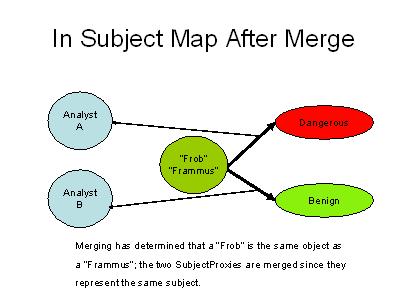 In Subject Map After Merge
Analyst
A
Dangerous
"Frob"
"Frammus"
Analyst
B
Benign
Merging has determined that a "Frob" is the same object as
a "Frammus"; the two SubjectProxies are merged since they
represent the same subject.